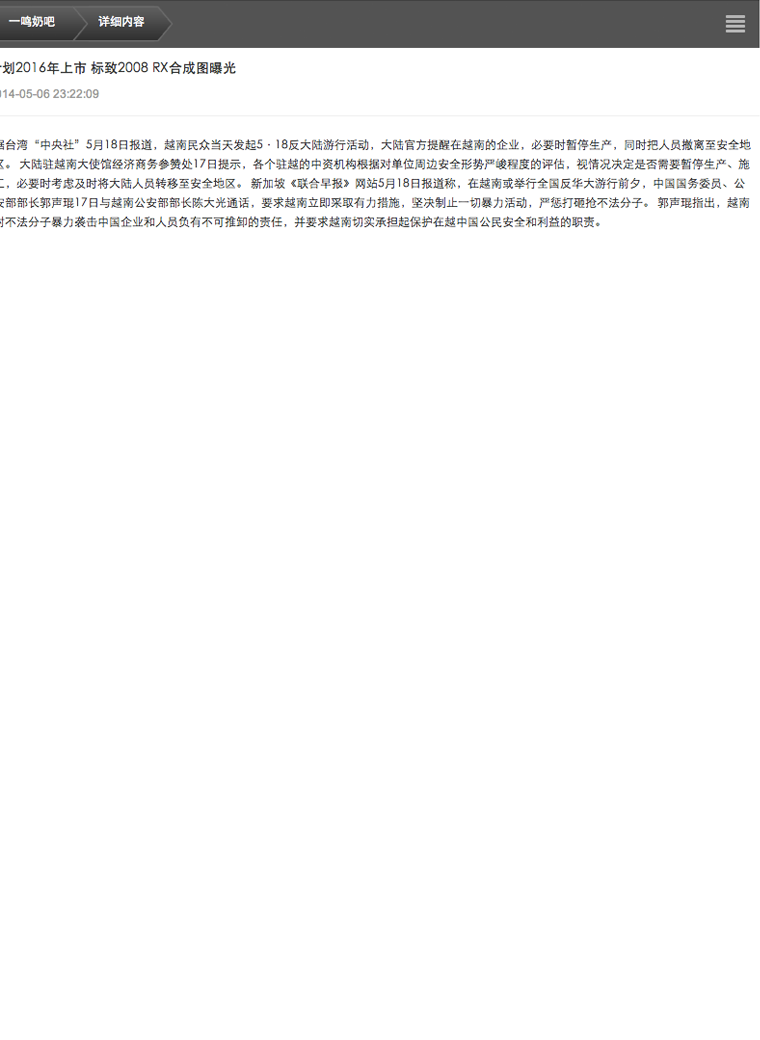 一鸣奶吧 详细内容
划2016年上市 标致2008 RX合成图曝光
014-05-06 23:22:09
据台湾“中央社”5月18日报道，越南民众当天发起5·18反大陆游行活动，大陆官方提醒在越南的企业，必要时暂停生产，同时把人员撤离至安全地
区。 大陆驻越南大使馆经济商务参赞处17日提示，各个驻越的中资机构根据对单位周边安全形势严峻程度的评估，视情况决定是否需要暂停生产、施
工，必要时考虑及时将大陆人员转移至安全地区。 新加坡《联合早报》网站5月18日报道称，在越南或举行全国反华大游行前夕，中国国务委员、公
安部部长郭声琨17日与越南公安部部长陈大光通话，要求越南立即采取有力措施，坚决制止一切暴力活动，严惩打砸抢不法分子。 郭声琨指出，越南
对不法分子暴力袭击中国企业和人员负有不可推卸的责任，并要求越南切实承担起保护在越中国公民安全和利益的职责。